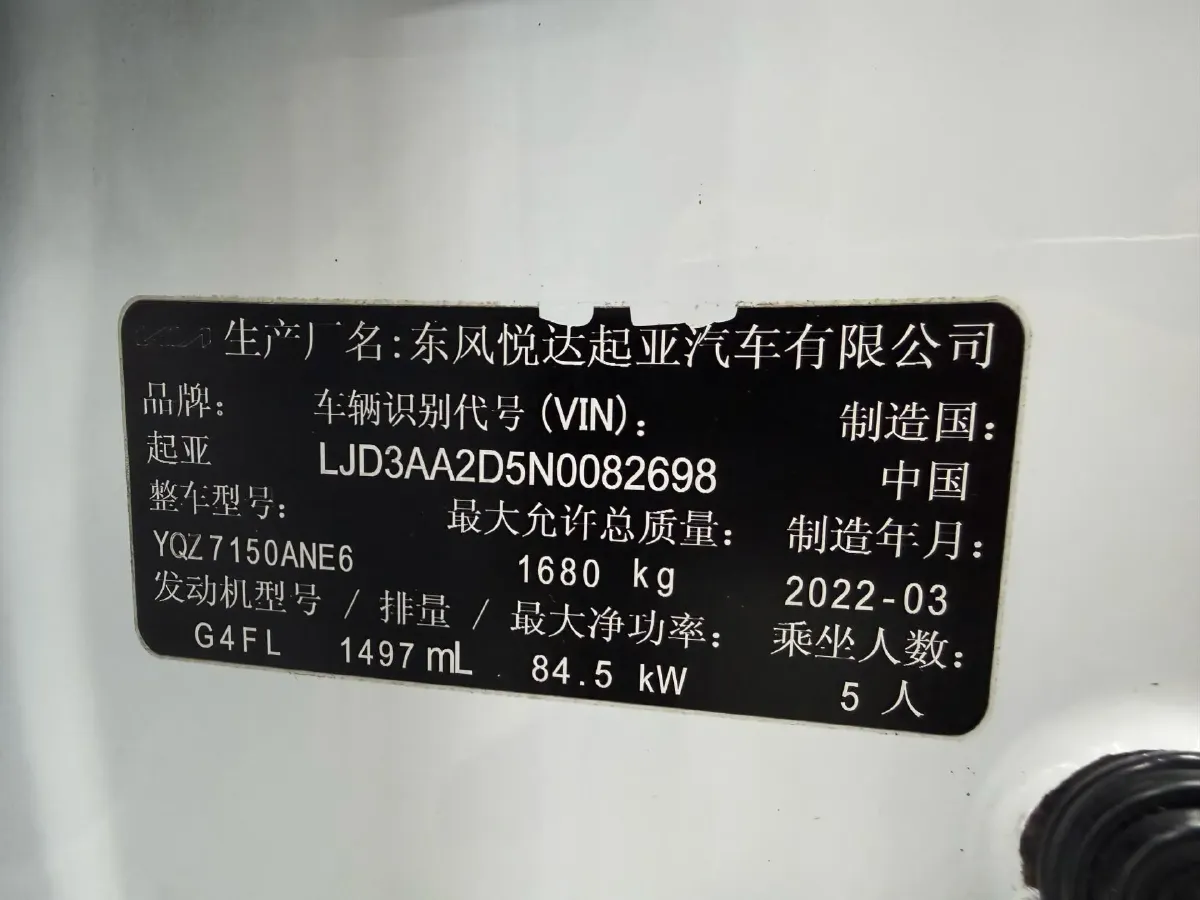 KIA 生产厂名:东风悦达起亚汽车有限公司
品牌: 车辆识别代号(VIN): 制造国:
起亚 LJD3AA2D5N0082698 中国
整车型号: 最大允许总质量: 制造年月:
YQZ7150ANE6 1680 kg 2022-03
发动机型号 / 排量 / 最大净功率: 乘坐人数:
G4FL 1497 mL 84.5 kW 5 人